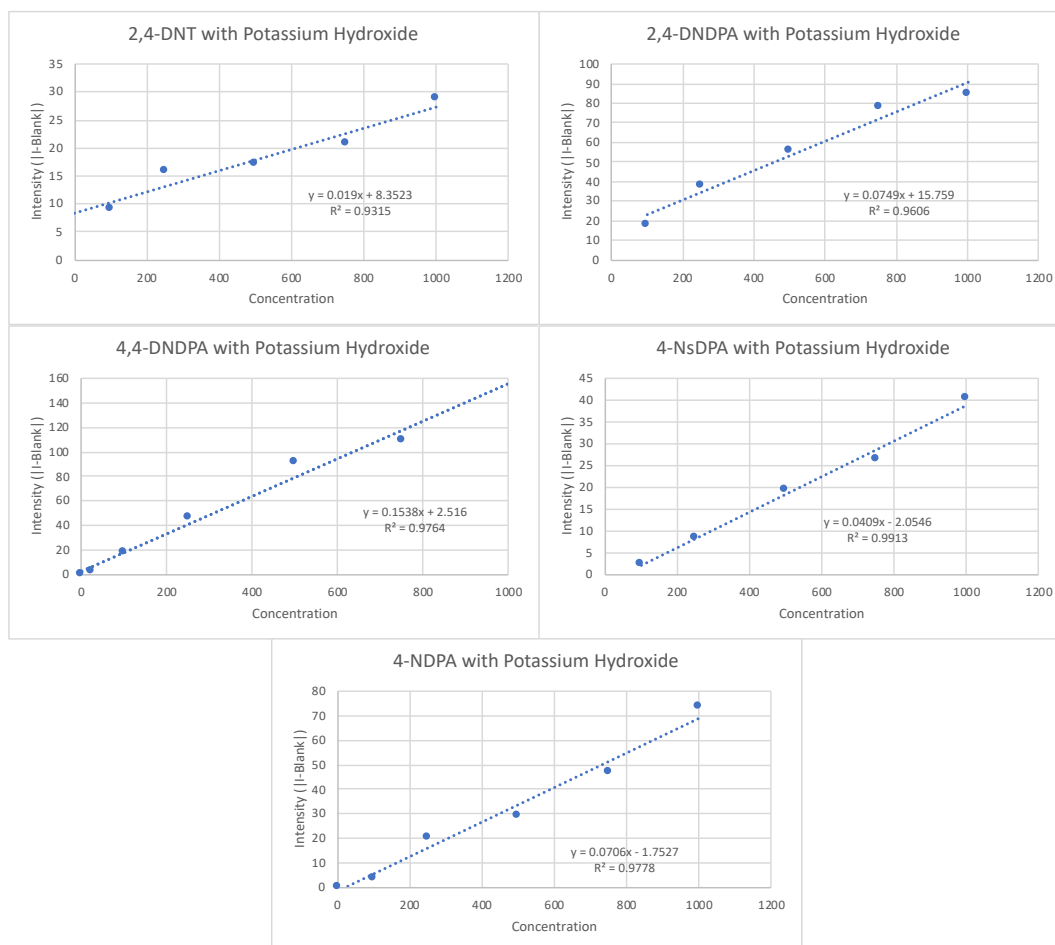 2,4-DNT with Potassium Hydroxide
35
30
25
20
15
10
5
0
Intensity (|I-Blank|)
y = 0.019x + 8.3523
R² = 0.9315
0 200 400 600 800 1000 1200
Concentration
2,4-DNDPA with Potassium Hydroxide
100
90
80
70
60
50
40
30
20
10
0
Intensity (|I-Blank|)
y = 0.0749x + 15.759
R² = 0.9606
0 200 400 600 800 1000 1200
Concentration
4,4-DNDPA with Potassium Hydroxide
160
140
120
100
80
60
40
20
0
Intensity (|I-Blank|)
y = 0.1538x + 2.516
R² = 0.9764
0 200 400 600 800 1000
Concentration
4-NsDPA with Potassium Hydroxide
45
40
35
30
25
20
15
10
5
0
Intensity (|I-Blank|)
y = 0.0409x - 2.0546
R² = 0.9913
0 200 400 600 800 1000 1200
Concentration
4-NDPA with Potassium Hydroxide
80
70
60
50
40
30
20
10
0
Intensity (|I-Blank|)
y = 0.0706x - 1.7527
R² = 0.9778
0 200 400 600 800 1000 1200
Concentration